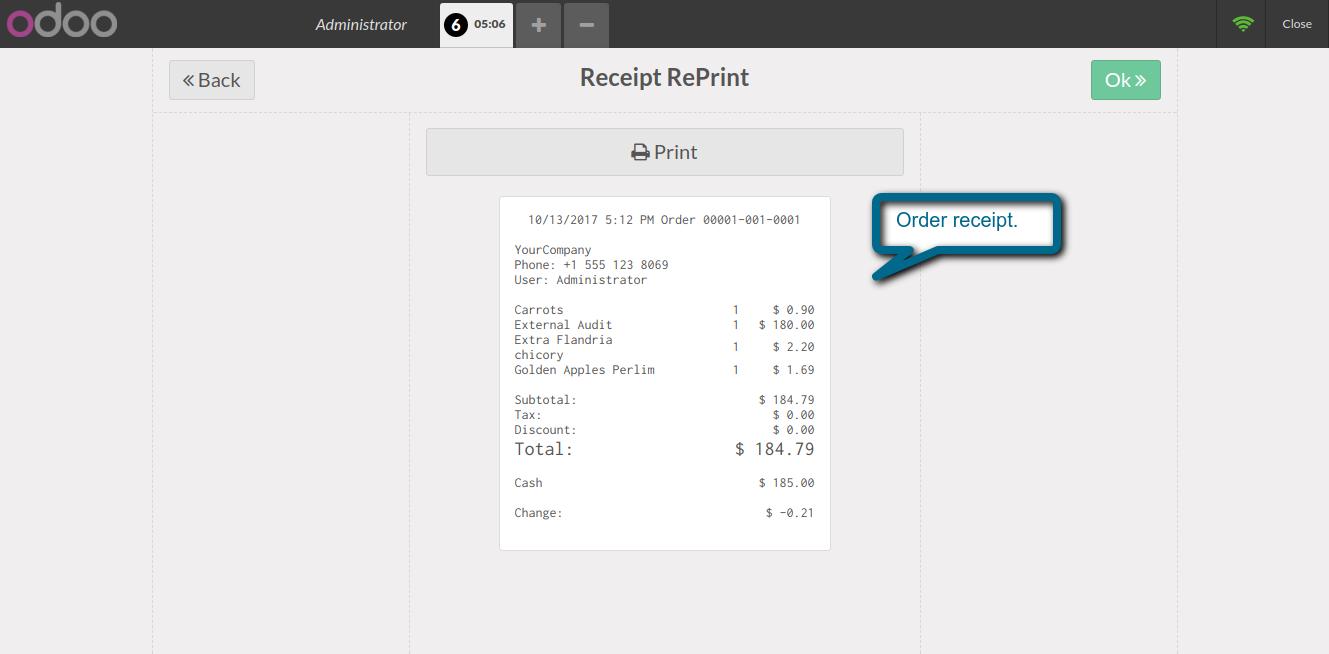 odoo
Administrator
6 05:06
+
−
Close
Back
Receipt RePrint
Ok
Print
10/13/2017 5:12 PM Order 00001-001-0001
Order receipt.
YourCompany
Phone: +1 555 123 8069
User: Administrator
Carrots 1 $ 0.90
External Audit 1 $ 180.00
Extra Flandria
chicory 1 $ 2.20
Golden Apples Perlim 1 $ 1.69
Subtotal: $ 184.79
Tax: $ 0.00
Discount: $ 0.00
Total: $ 184.79
Cash $ 185.00
Change: $ -0.21